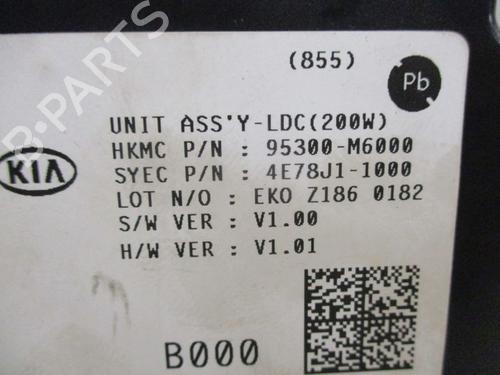 B-PARTS
(855)
Pb
UNIT ASS'Y-LDC(200W)
HKMC P/N : 95300-M6000
KIA
SYEC P/N : 4E78J1-1000
LOT N/O : EKO Z186 0182
S/W VER : V1.00
H/W VER : V1.01
B000